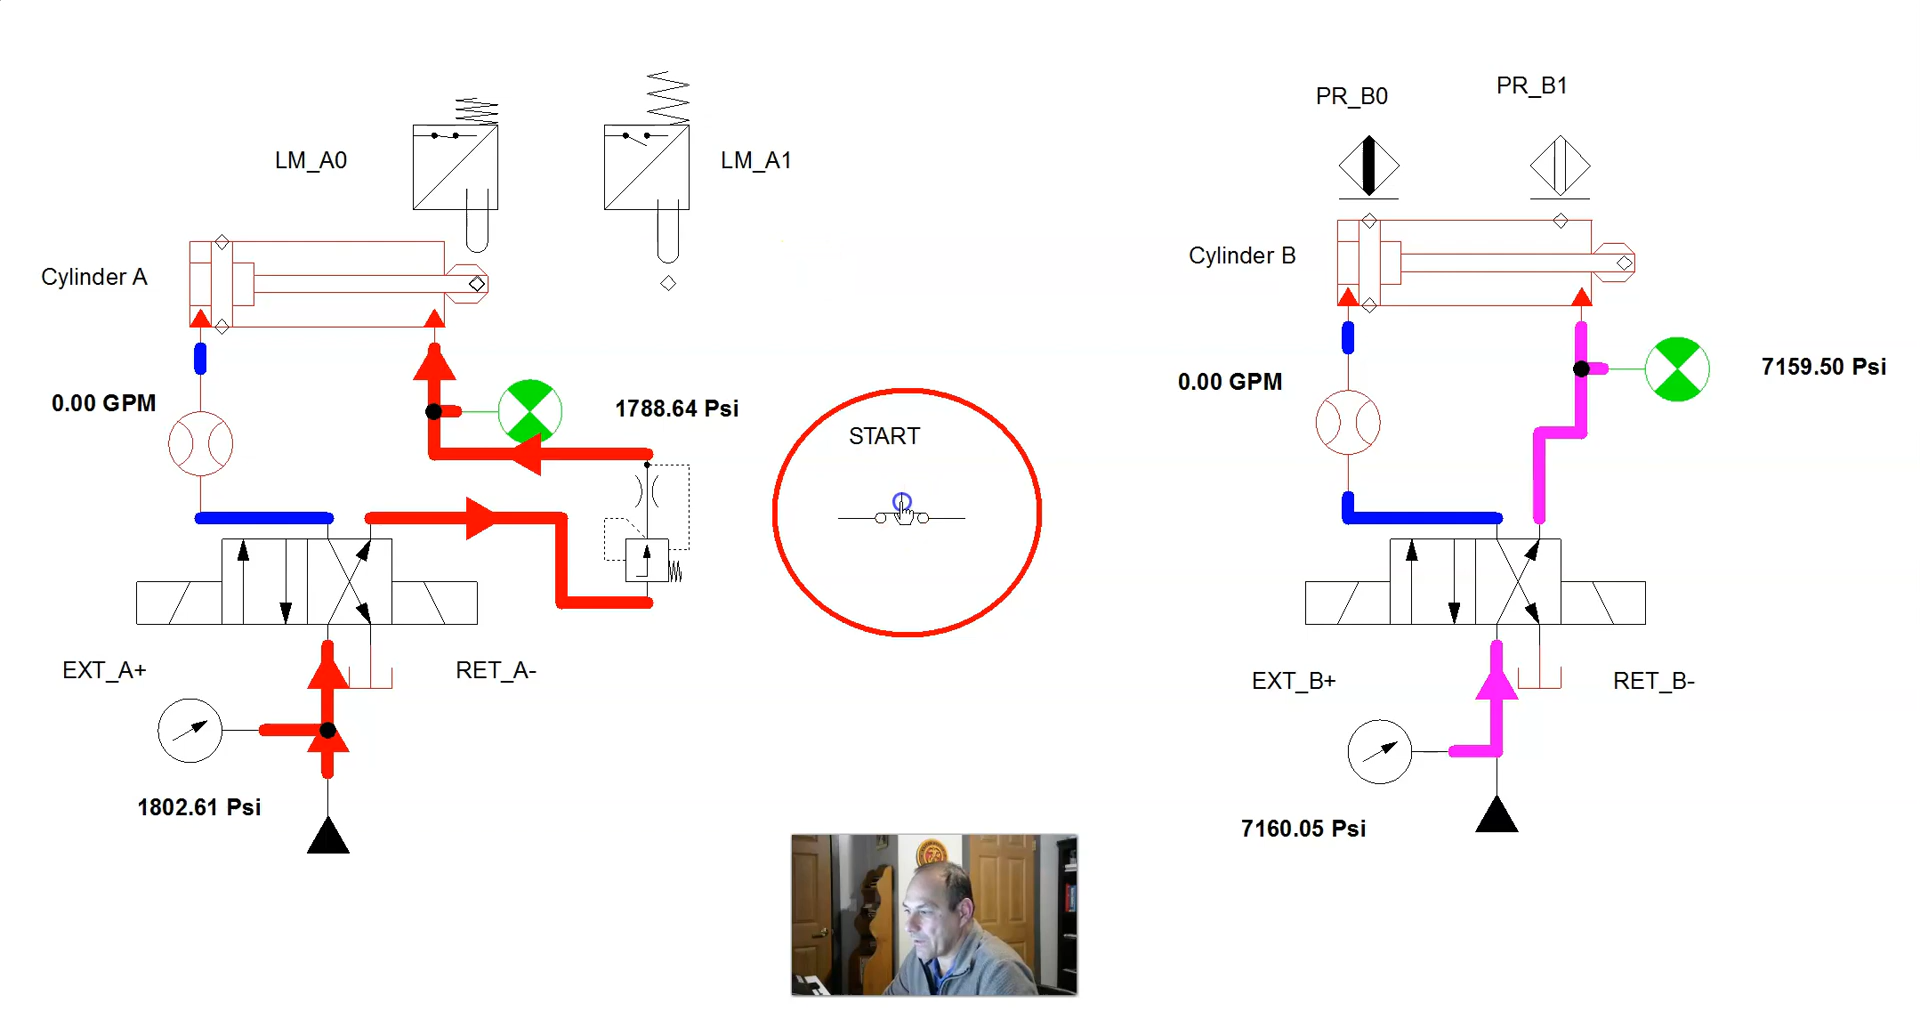 PR_B0
PR_B1
LM_A0
LM_A1
Cylinder A
Cylinder B
0.00 GPM
1788.64 Psi
START
0.00 GPM
7159.50 Psi
EXT_A+
RET_A-
EXT_B+
RET_B-
1802.61 Psi
7160.05 Psi